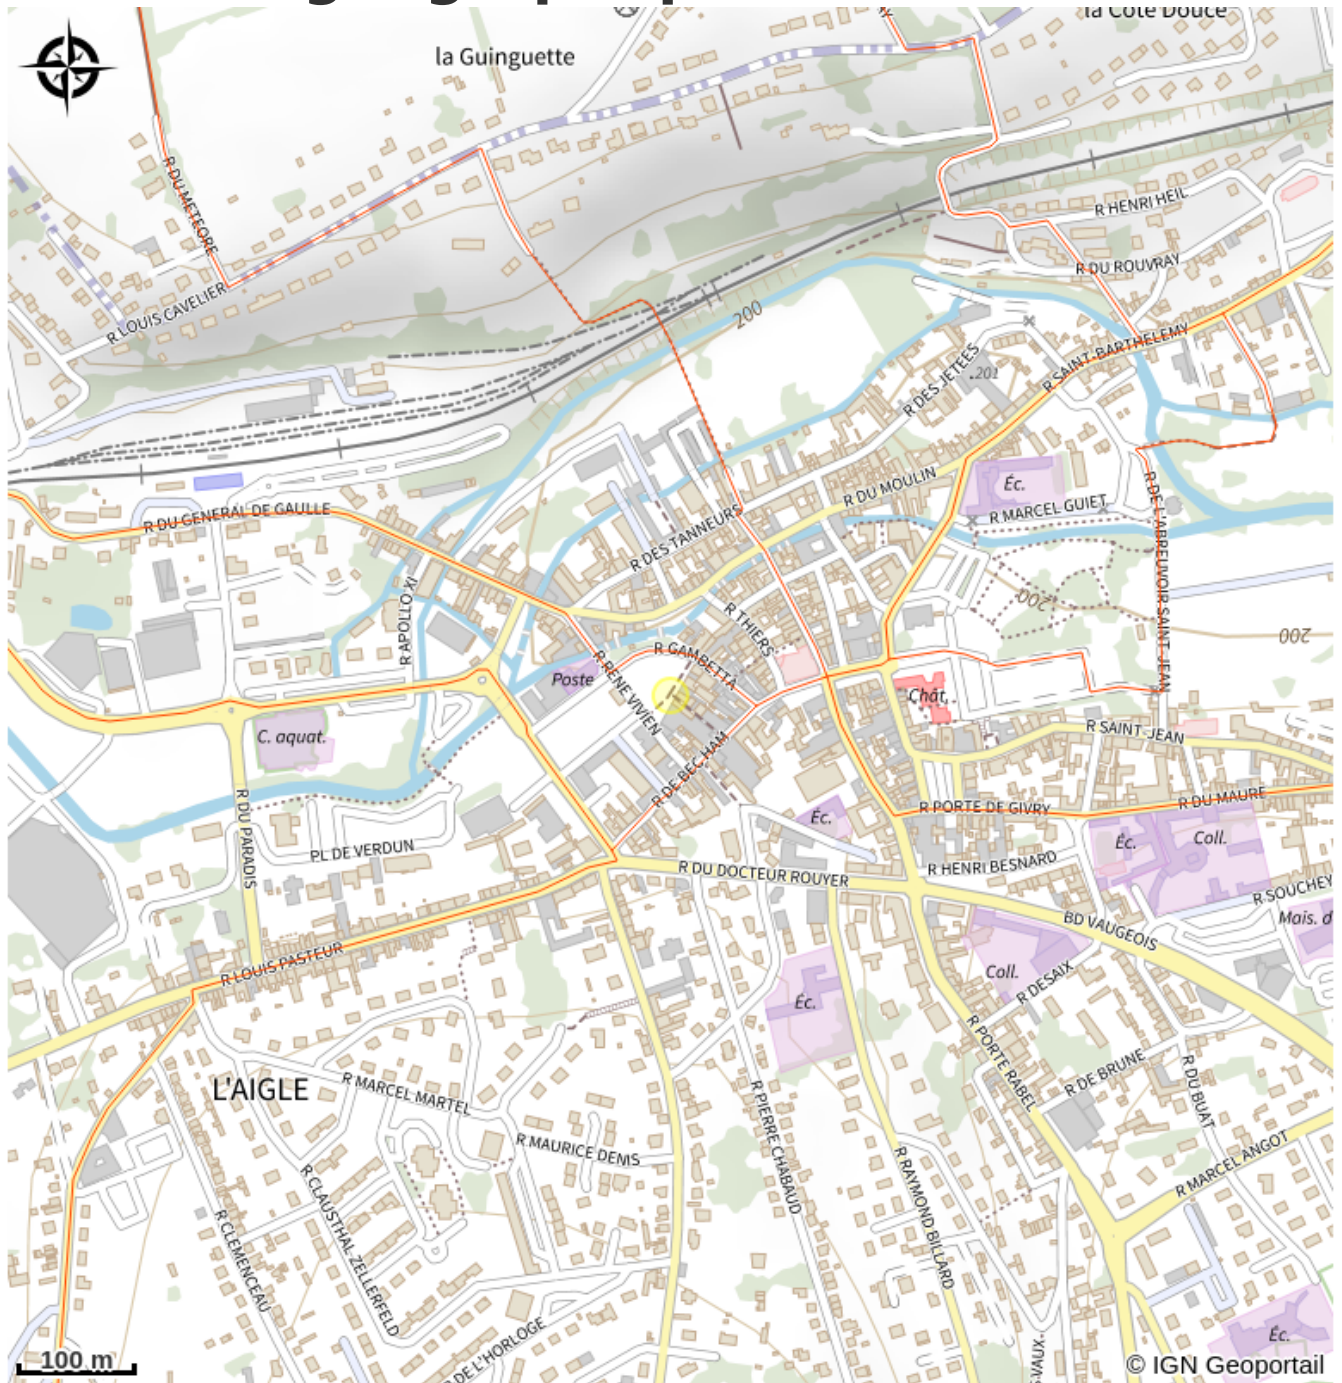 la Guinguette
la Côte Douce
R DU METEORE
R HENRI HEIL
R DU ROUVRAY
R LOUIS CAVELIER
200
R SAINT-BARTHELEMY
R DES JETEES
.201
Éc.
R DU MOULIN
R MARCEL GUIET
R DU GENERAL DE GAULLE
R DES TANNEURS
R DE L'ABREUVOIR SAINT-JEAN
R APOLLO XI
200
200
R THIERS
R GAMBETTA
R RENE VIVIEN
Poste
Chât.
C. aquat.
R SAINT-JEAN
R DE BEC HAM
R DU PARADIS
R PORTE DE GIVRY
R DU MAURE
Éc.
Éc.
Coll.
PL DE VERDUN
R HENRI BESNARD
R DU DOCTEUR ROUYER
R SOUCHEY
Mais. d
BD VAUGEOIS
R LOUIS PASTEUR
Coll.
R DESAIX
Éc.
R PORTE RABEL
L'AIGLE
R MARCEL MARTEL
R DE BRUNE
R DU BUAT
R PIERRE CHABAUD
R MAURICE DENIS
R MARCEL ANGOT
R RAYMOND BILLARD
R CLAUSTHAL-ZELLERFELD
R CLEMENCEAU
R DE L'HORLOGE
S-VAUX-
Éc.
100 m
© IGN Geoportail